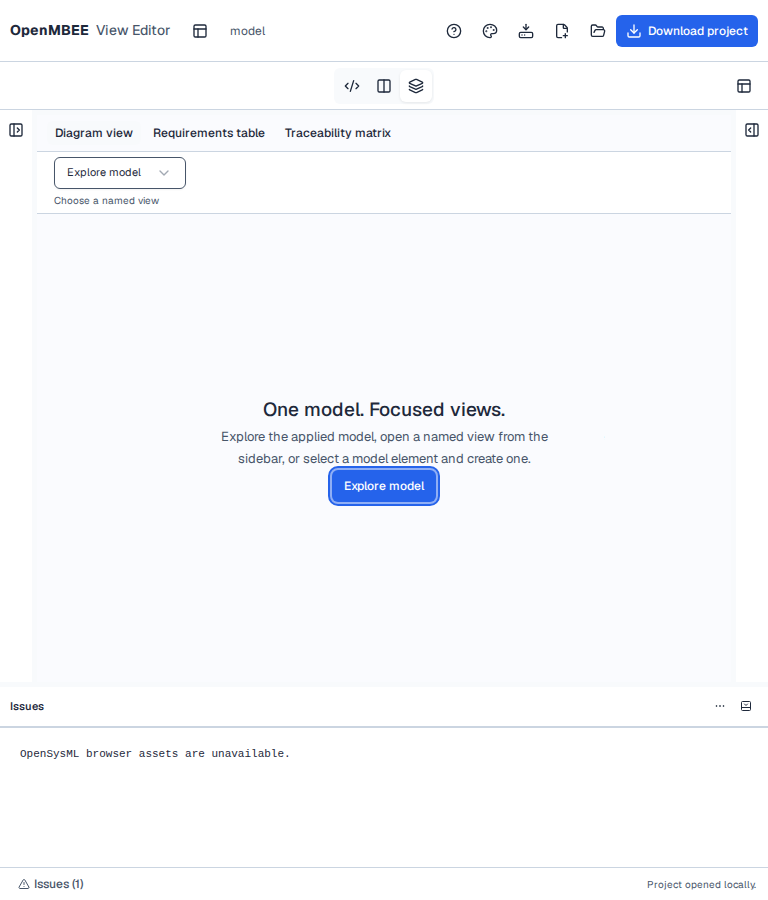 OpenMBEE View Editor
model
Download project
Diagram view
Requirements table
Traceability matrix
Explore model
Choose a named view
One model. Focused views.
Explore the applied model, open a named view from the
sidebar, or select a model element and create one.
Explore model
Issues
OpenSysML browser assets are unavailable.
Issues (1)
Project opened locally.